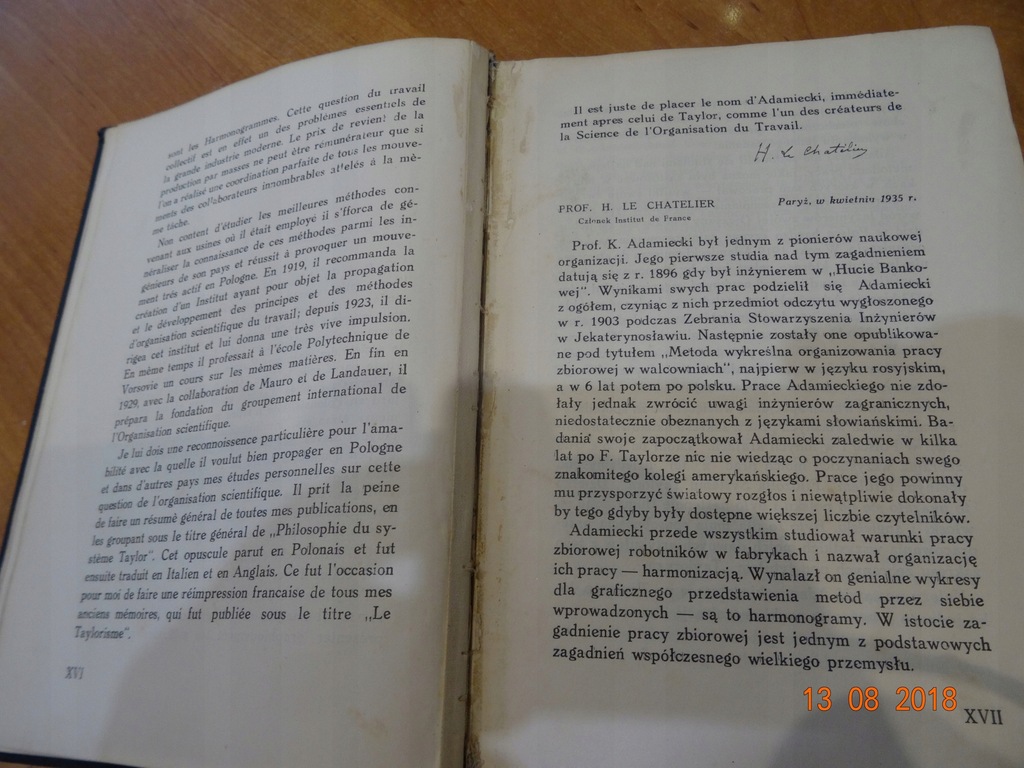 sont les Harmonogrammes. Cette question du travail
collectif est en effet un des problèmes essentiels de
la grande industrie moderne. Le prix de revient de la
production par masses ne peut être rémunérateur que si
l'on a réalisé une coordination parfaite de tous les mouve-
ments des collaborateurs innombrables attelés á la mè-
me tâche.
Non content d'étudier les meilleures méthodes con-
venant aux usines où il était employé il s'fforca de gé-
néraliser la connaissance de ces méthodes parmi les in-
génieurs de son pays et réussit á provoquer un mouve-
ment très actif en Pologne. En 1919, il recommanda la
création d'un Institut ayant pour objet la propagation
et le développement des principes et des méthodes
d'organisation scientifique du travail; depuis 1923, il di-
rigea cet institut et lui donna une très vive impulsion.
En même temps il professait à l'école Polytechnique de
Vorsovie un cours sur les mêmes matières. En fin en
1929, avec la collaboration de Mauro et de Landauer, il
prépara la fondation du groupement international de
l'Organisation scientifique.
Je lui dois une reconnoissence particulière pour l'ama-
bilité avec la quelle il voulut bien propager en Pologne
et dans d'autres pays mes études personnelles sur cette
question de l'organisation scientifique. Il prit la peine
de faire un résumè général de toutes mes publications, en
les groupant sous le titre général de „Philosophie du sy-
stème Taylor". Cet opuscule parut en Polonais et fut
ensuite traduit en Italien et en Anglais. Ce fut l'occasion
pour moi de faire une réimpression francaise de tous mes
anciens mémoires, qui fut publiée sous le titre „Le
Taylorisme".
XVI
Il est juste de placer le nom d'Adamiecki, immédiate-
ment apres celui de Taylor, comme l'un des créateurs de
la Science de l'Organisation du Travail.
H. Le Chatelier
PROF. H. LE CHATELIER Paryż, w kwietniu 1935 r.
Członek Institut de France
Prof. K. Adamiecki był jednym z pionierów naukowej
organizacji. Jego pierwsze studia nad tym zagadnieniem
datują się z r. 1896 gdy był inżynierem w „Hucie Banko-
wej". Wynikami swych prac podzielił się Adamiecki
z ogółem, czyniąc z nich przedmiot odczytu wygłoszonego
w r. 1903 podczas Zebrania Stowarzyszenia Inżynierów
w Jekaterynosławiu. Następnie zostały one opublikowa-
ne pod tytułem „Metoda wykreślna organizowania pracy
zbiorowej w walcowniach", najpierw w języku rosyjskim,
a w 6 lat potem po polsku. Prace Adamieckiego nie zdo-
łały jednak zwrócić uwagi inżynierów zagranicznych,
niedostatecznie obeznanych z językami słowiańskimi. Ba-
dania swoje zapoczątkował Adamiecki zaledwie w kilka
lat po F. Taylorze nic nie wiedząc o poczynaniach swego
znakomitego kolegi amerykańskiego. Prace jego powinny
mu przysporzyć światowy rozgłos i niewątpliwie dokonały
by tego gdyby były dostępne większej liczbie czytelników.
Adamiecki przede wszystkim studiował warunki pracy
zbiorowej robotników w fabrykach i nazwał organizację
ich pracy — harmonizacją. Wynalazł on genialne wykresy
dla graficznego przedstawienia metod przez siebie
wprowadzonych — są to harmonogramy. W istocie za-
gadnienie pracy zbiorowej jest jednym z podstawowych
zagadnień współczesnego wielkiego przemysłu.
13 08 2018
XVII